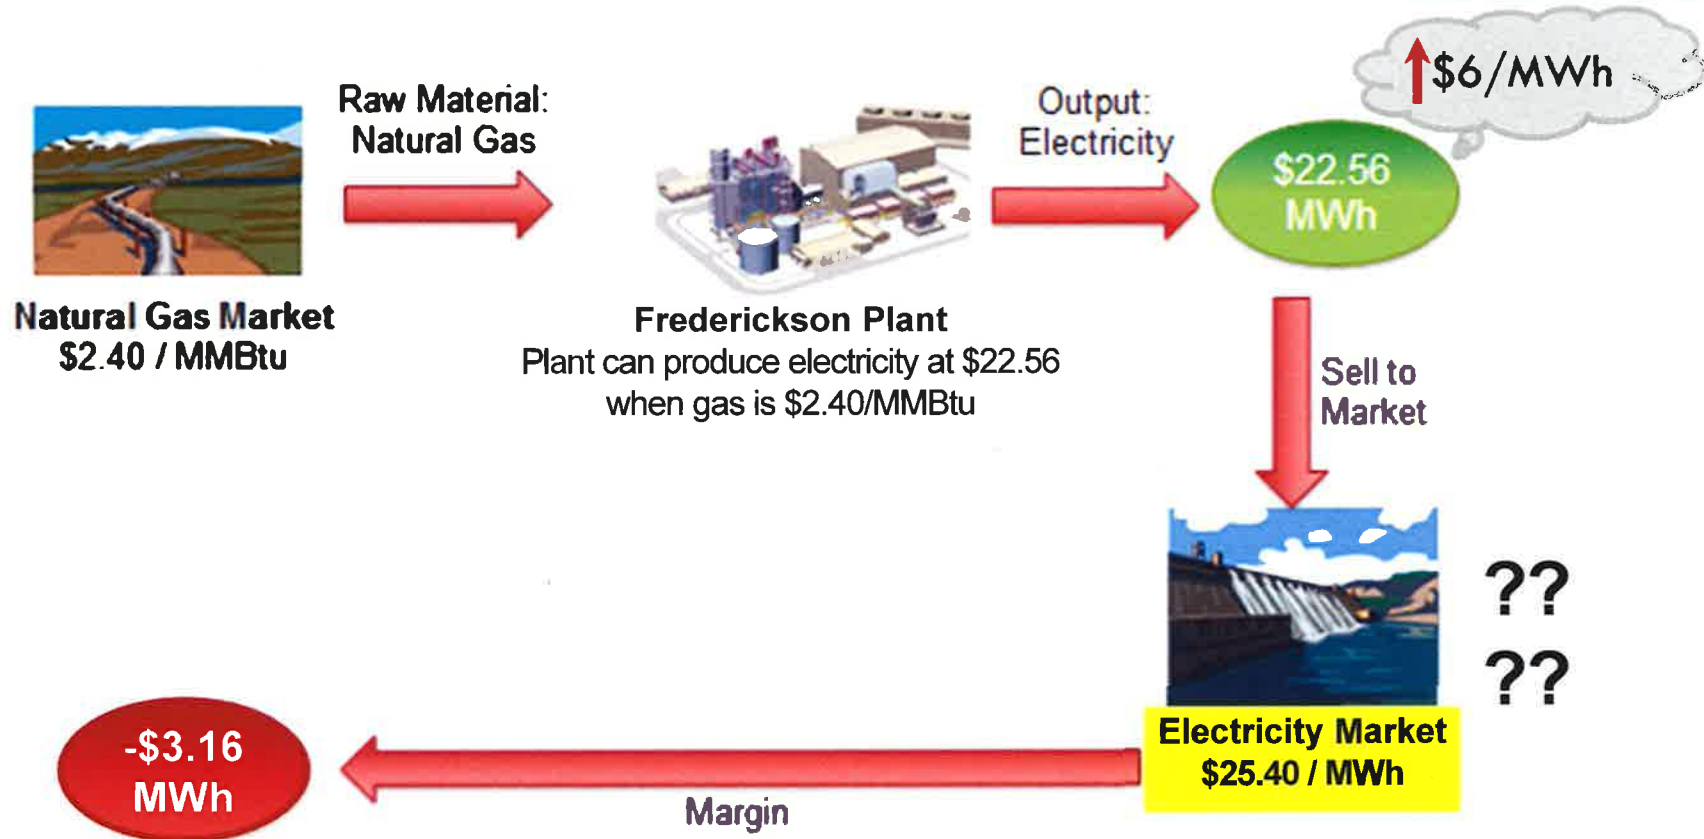 ↑$6/MWh
Raw Material:
Natural Gas
Output:
Electricity
$22.56
MWh
Natural Gas Market
$2.40 / MMBtu
Frederickson Plant
Plant can produce electricity at $22.56
when gas is $2.40/MMBtu
Sell to
Market
??
??
Electricity Market
$25.40 / MWh
-$3.16
MWh
Margin